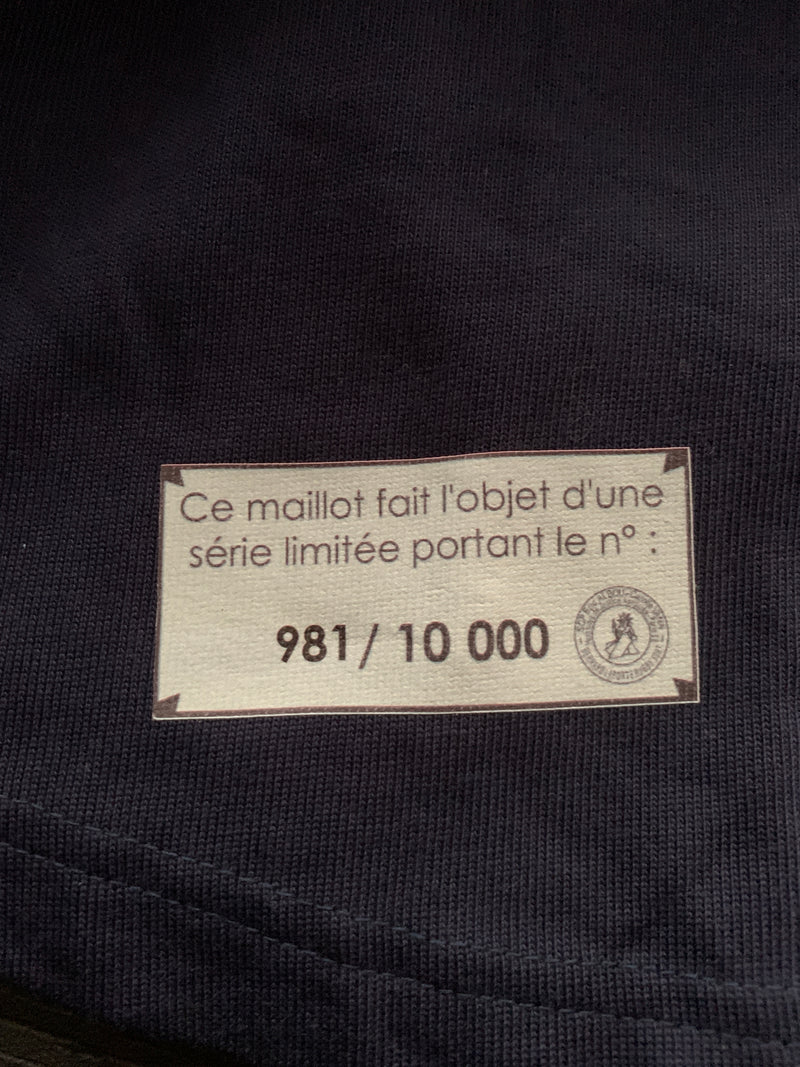 Ce maillot fait l'objet d'une
série limitée portant le n° :
981 / 10 000